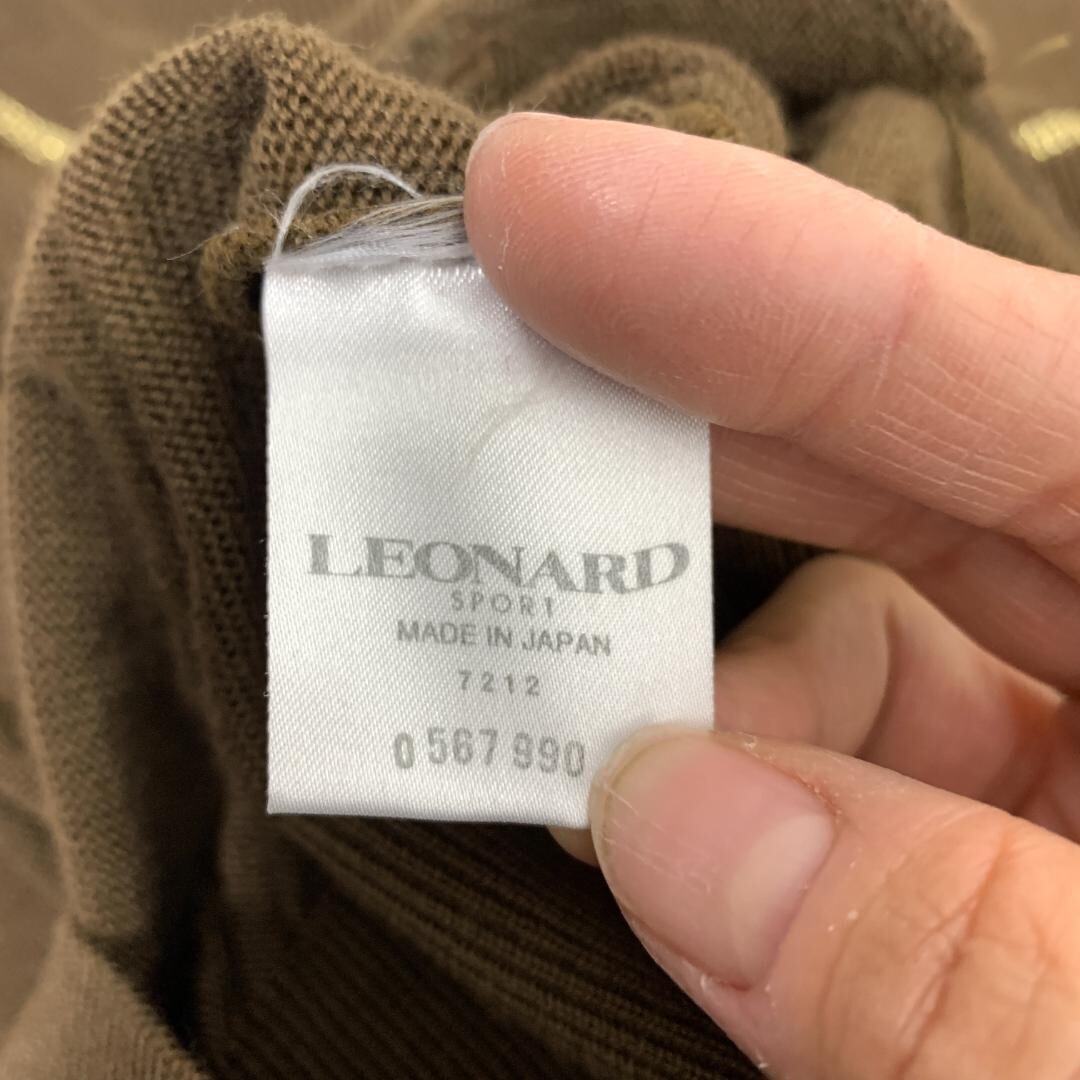 LEONARD
SPORT
MADE IN JAPAN
7212
0 567 990